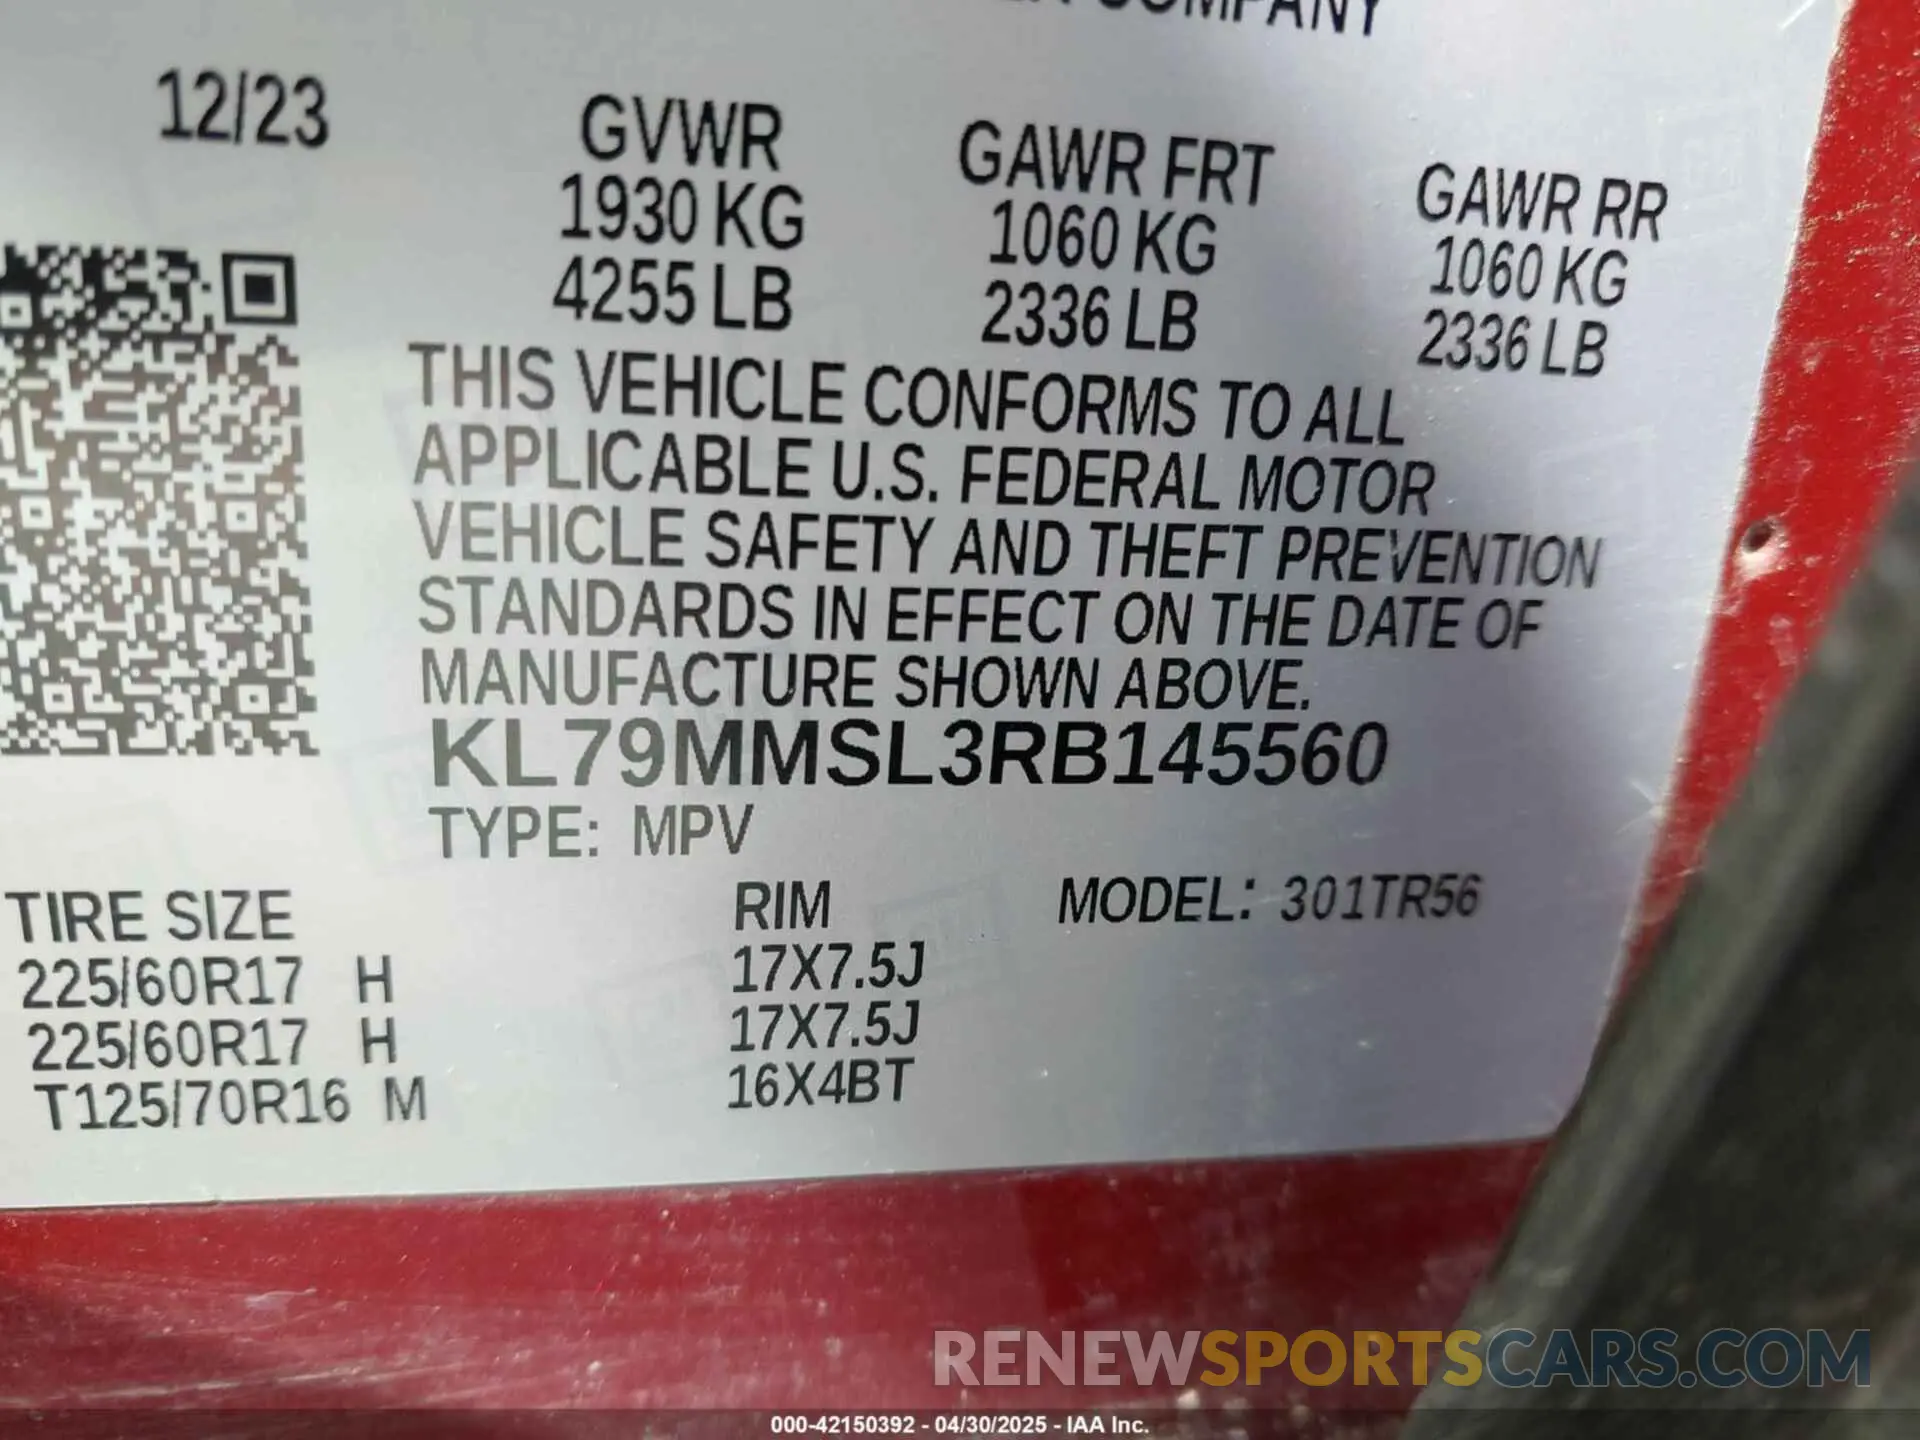 COMPANY
12/23
GVWR GAWR FRT GAWR RR
1930 KG 1060 KG 1060 KG
4255 LB 2336 LB 2336 LB
THIS VEHICLE CONFORMS TO ALL
APPLICABLE U.S. FEDERAL MOTOR
VEHICLE SAFETY AND THEFT PREVENTION
STANDARDS IN EFFECT ON THE DATE OF
MANUFACTURE SHOWN ABOVE.
KL79MMSL3RB145560
TYPE: MPV
TIRE SIZE RIM MODEL: 301TR56
225/60R17 H 17X7.5J
225/60R17 H 17X7.5J
T125/70R16 M 16X4BT
RENEWSPORTSCARS.COM
000-42150392 - 04/30/2025 - IAA Inc.